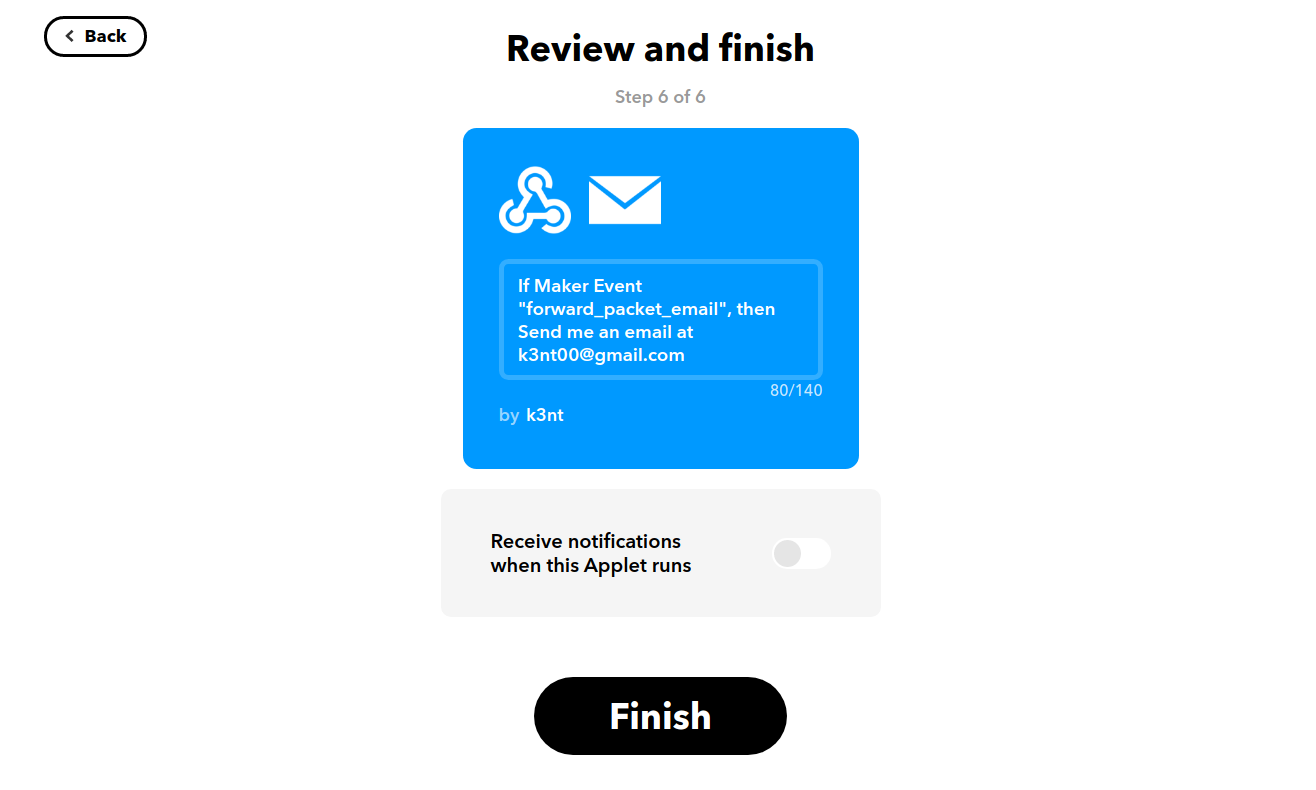 Back
Review and finish
Step 6 of 6
If Maker Event
"forward_packet_email", then
Send me an email at
k3nt00@gmail.com
80/140
by k3nt
Receive notifications
when this Applet runs
Finish